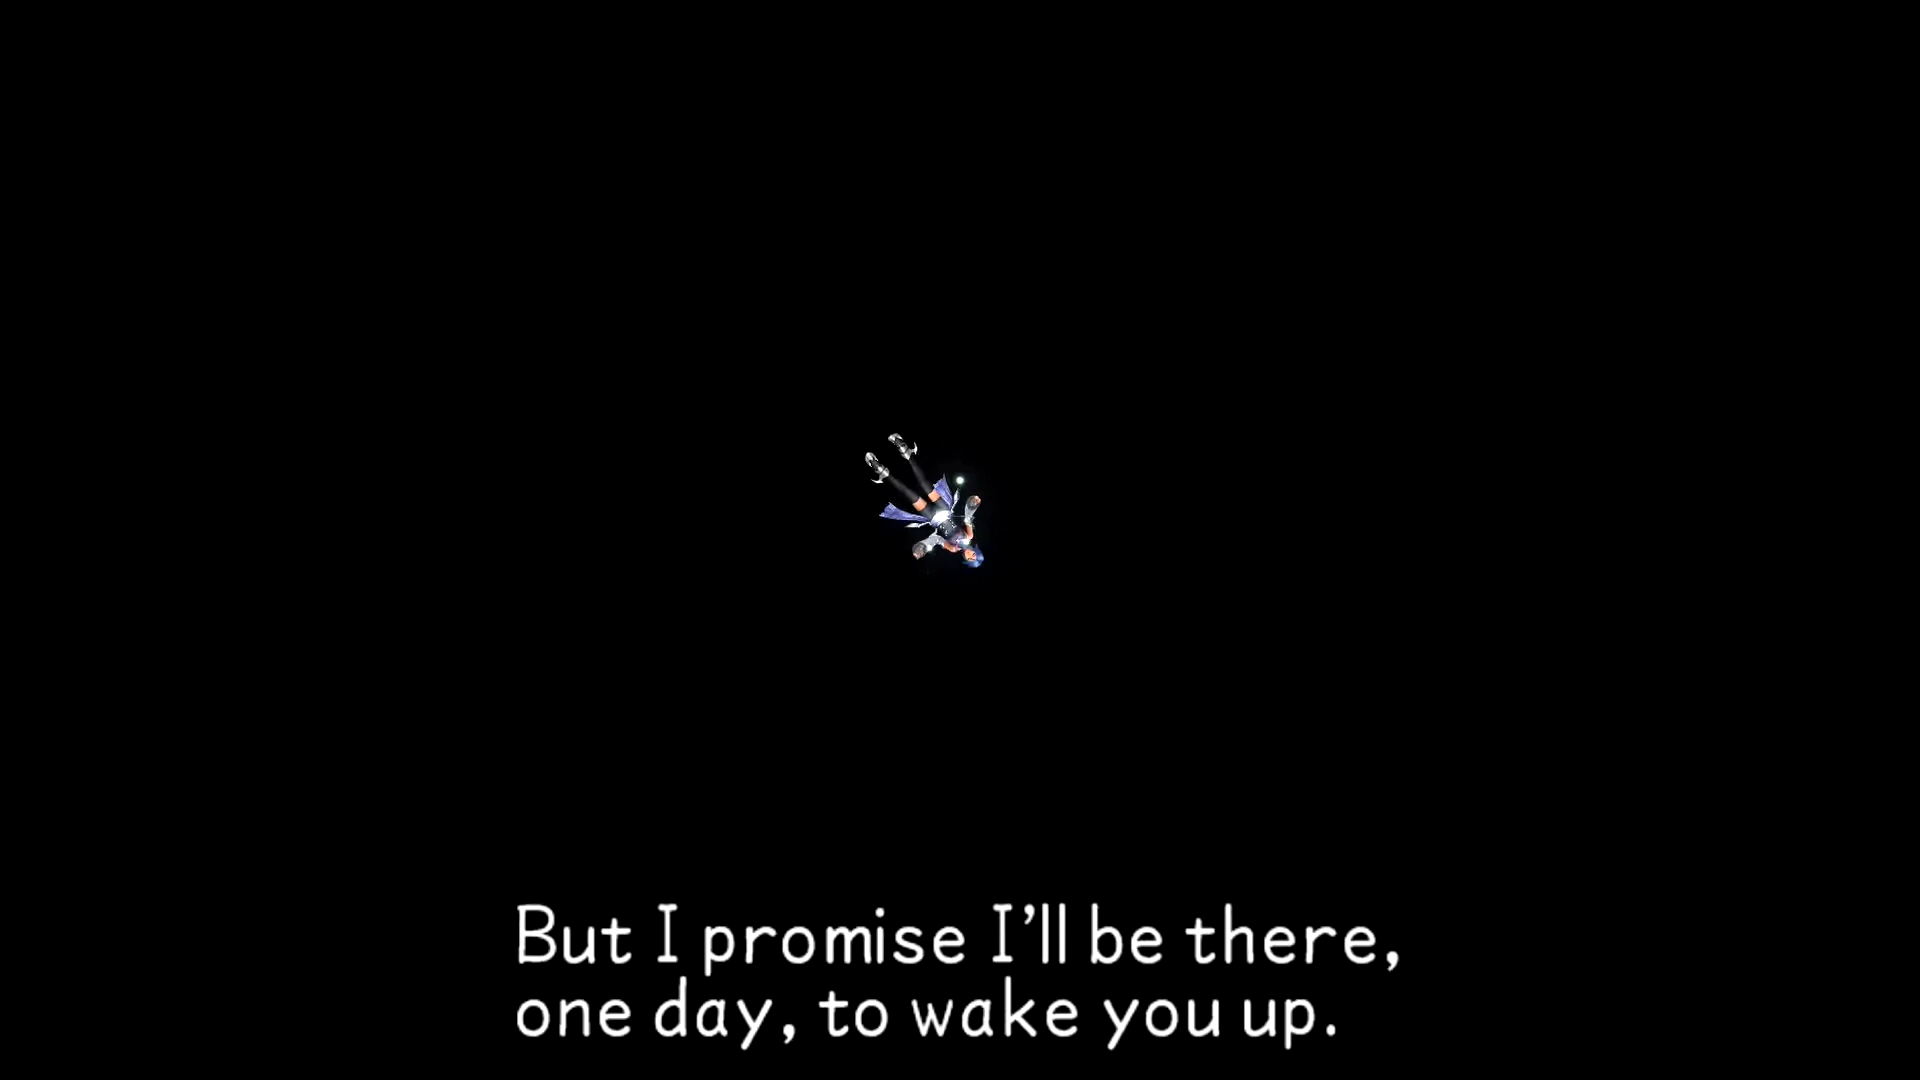 But I promise I’ll be there,
one day, to wake you up.